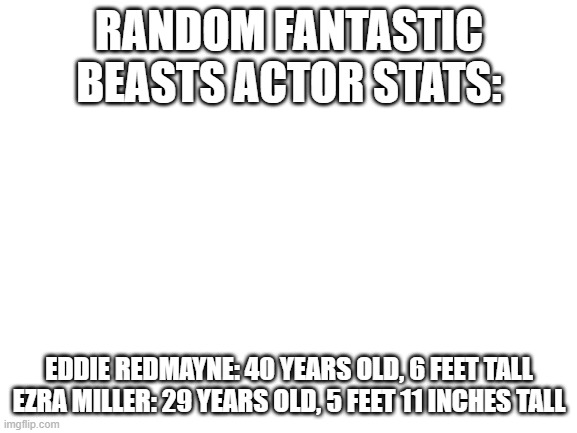 RANDOM FANTASTIC
BEASTS ACTOR STATS:
EDDIE REDMAYNE: 40 YEARS OLD, 6 FEET TALL
EZRA MILLER: 29 YEARS OLD, 5 FEET 11 INCHES TALL
imgflip.com